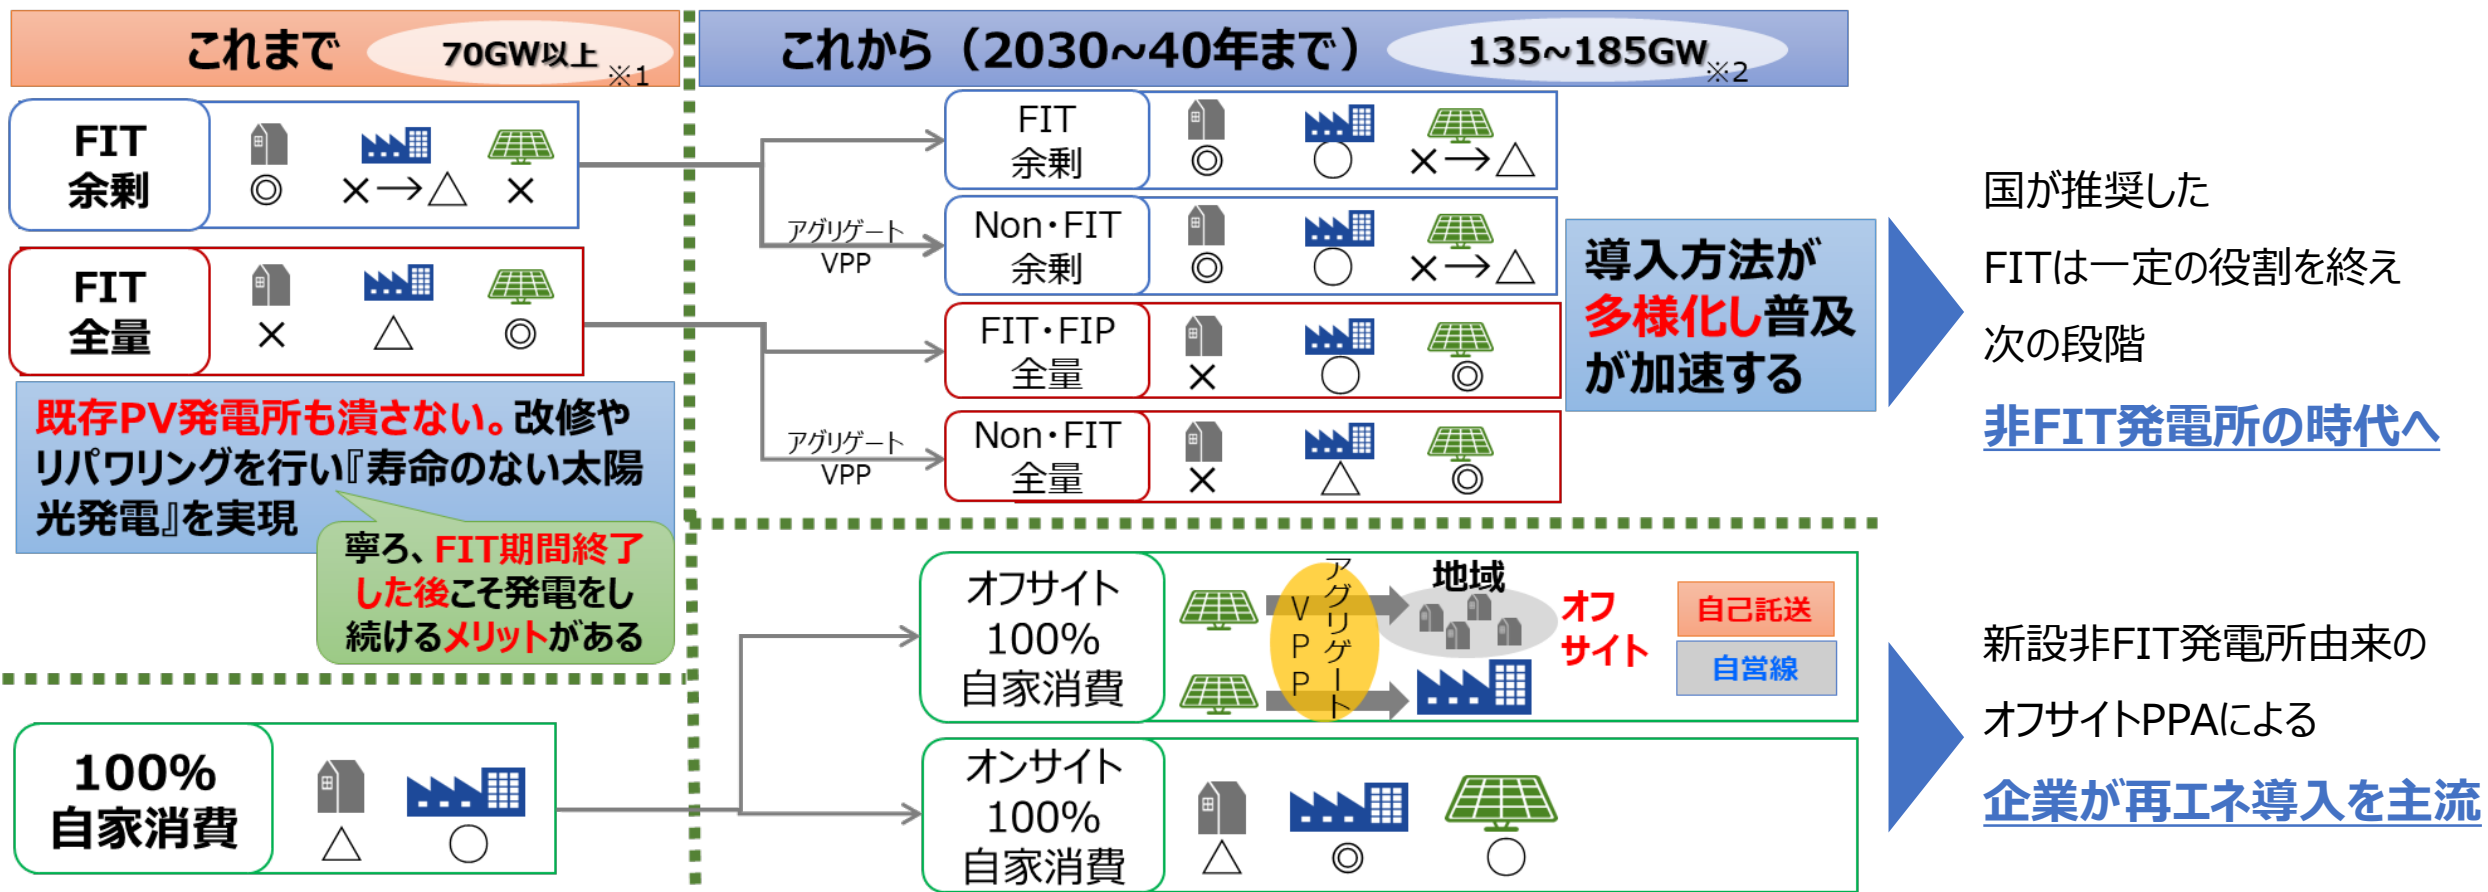 これまで 70GW以上 ※1
これから（2030~40年まで） 135~185GW ※2
FIT
余剰
◎ ×→△ ×
FIT
全量
× △ ◎
既存PV発電所も潰さない。改修や
リパワリングを行い『寿命のない太陽
光発電』を実現
寧ろ、FIT期間終了
した後こそ発電をし
続けるメリットがある
100%
自家消費
△ ○
FIT
余剰
◎ ○ ×→△
アグリゲート
VPP
Non・FIT
余剰
◎ ○ ×→△
FIT・FIP
全量
× ○ ◎
アグリゲート
VPP
Non・FIT
全量
× △ ◎
導入方法が
多様化し普及
が加速する
オフサイト
100%
自家消費
VPP
アグリゲート
地域
オフ
サイト
自己託送
自営線
オンサイト
100%
自家消費
△ ◎ ○
国が推奨した
FITは一定の役割を終え
次の段階
非FIT発電所の時代へ
新設非FIT発電所由来の
オフサイトPPAによる
企業が再エネ導入を主流